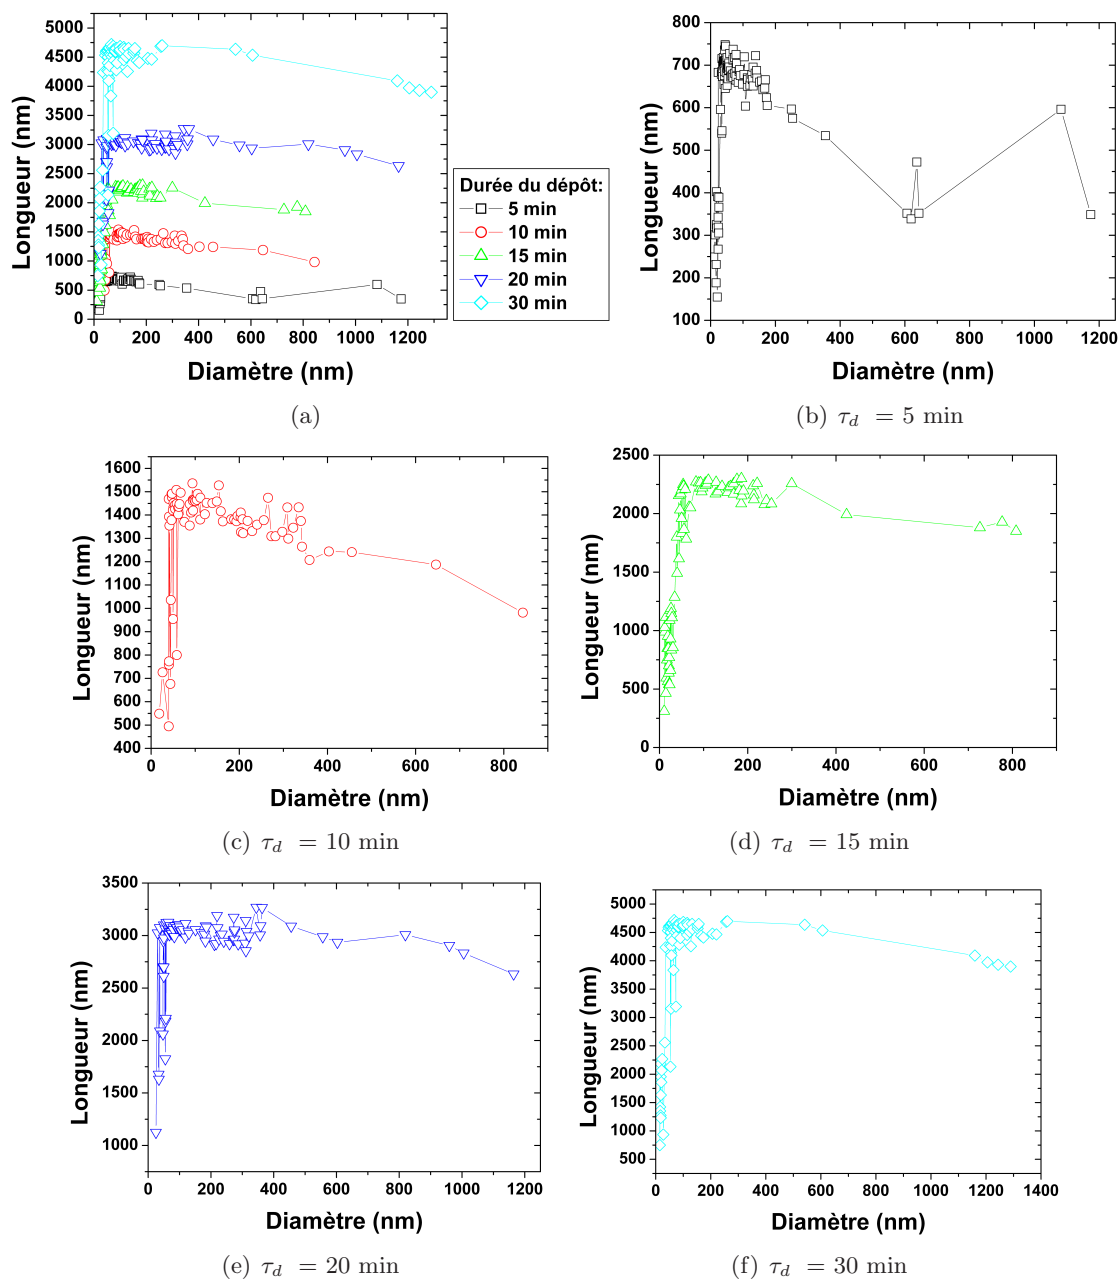 5000
4500
4000
3500
3000
2500
2000
1500
1000
500
0
Longueur (nm)
0 200 400 600 800 1000 1200
Diamètre (nm)
(a)
Durée du dépôt:
5 min
10 min
15 min
20 min
30 min
800
700
600
500
400
300
200
100
Longueur (nm)
0 200 400 600 800 1000 1200
Diamètre (nm)
(b) τd = 5 min
1600
1500
1400
1300
1200
1100
1000
900
800
700
600
500
400
Longueur (nm)
0 200 400 600 800
Diamètre (nm)
(c) τd = 10 min
2500
2000
1500
1000
500
0
Longueur (nm)
0 200 400 600 800
Diamètre (nm)
(d) τd = 15 min
3500
3000
2500
2000
1500
1000
Longueur (nm)
0 200 400 600 800 1000 1200
Diamètre (nm)
(e) τd = 20 min
5000
4500
4000
3500
3000
2500
2000
1500
1000
500
Longueur (nm)
0 200 400 600 800 1000 1200 1400
Diamètre (nm)
(f) τd = 30 min